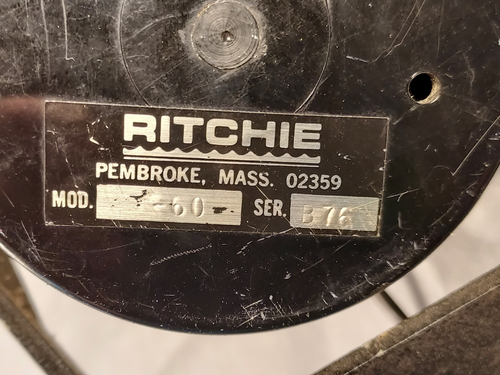 RITCHIE
PEMBROKE, MASS. 02359
MOD. -60- SER. B76